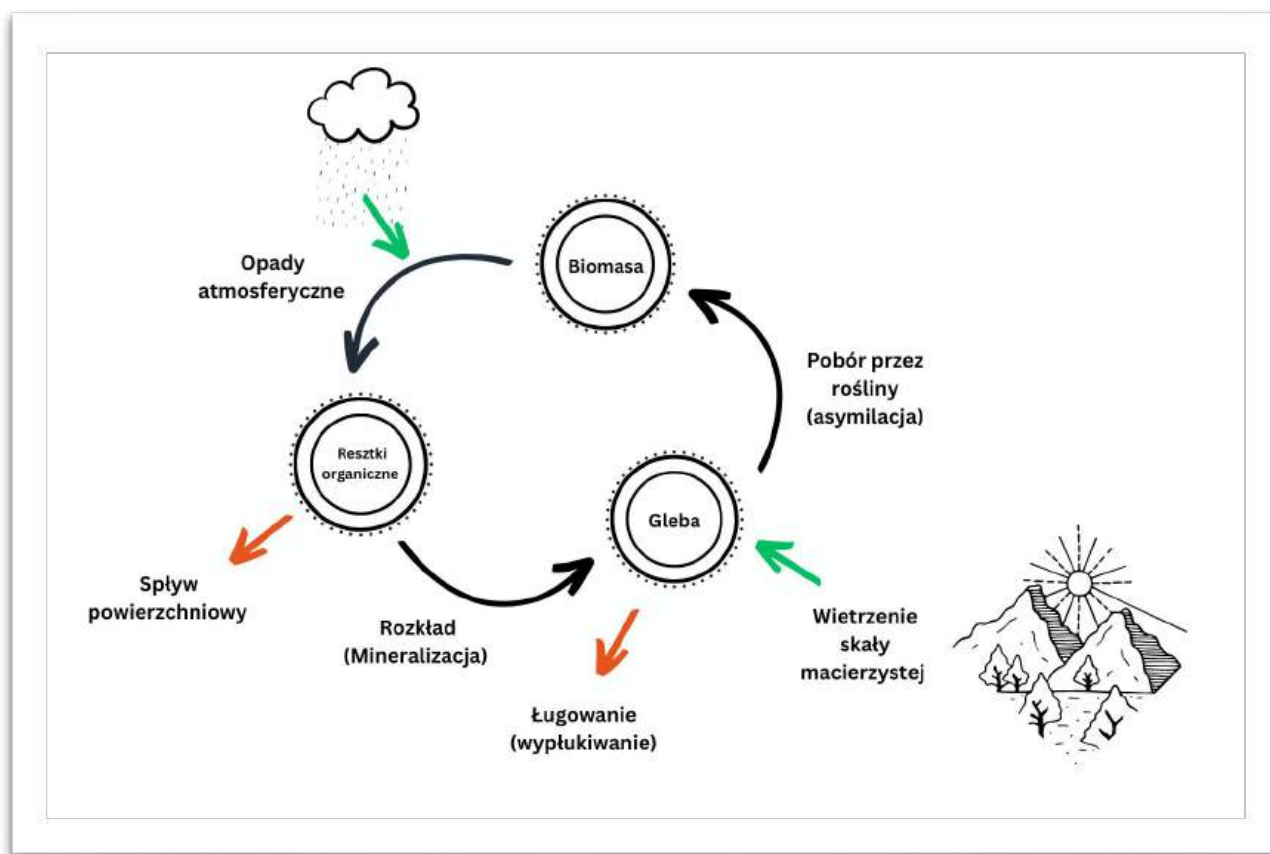 Opady
atmosferyczne
Biomasa
Pobór przez
rośliny
(asymilacja)
Resztki
organiczne
Gleba
Spływ
powierzchniowy
Rozkład
(Mineralizacja)
Wietrzenie
skały
macierzystej
Ługowanie
(wypłukiwanie)